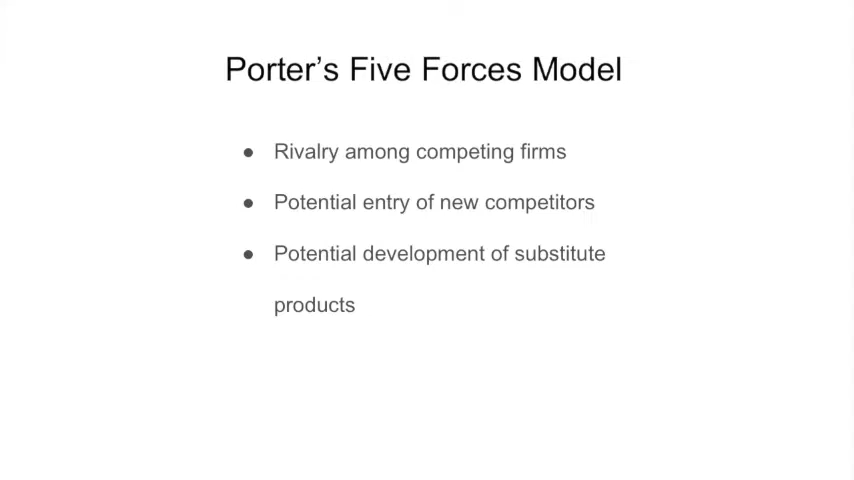 Porter’s Five Forces Model
● Rivalry among competing firms
● Potential entry of new competitors
● Potential development of substitute
products